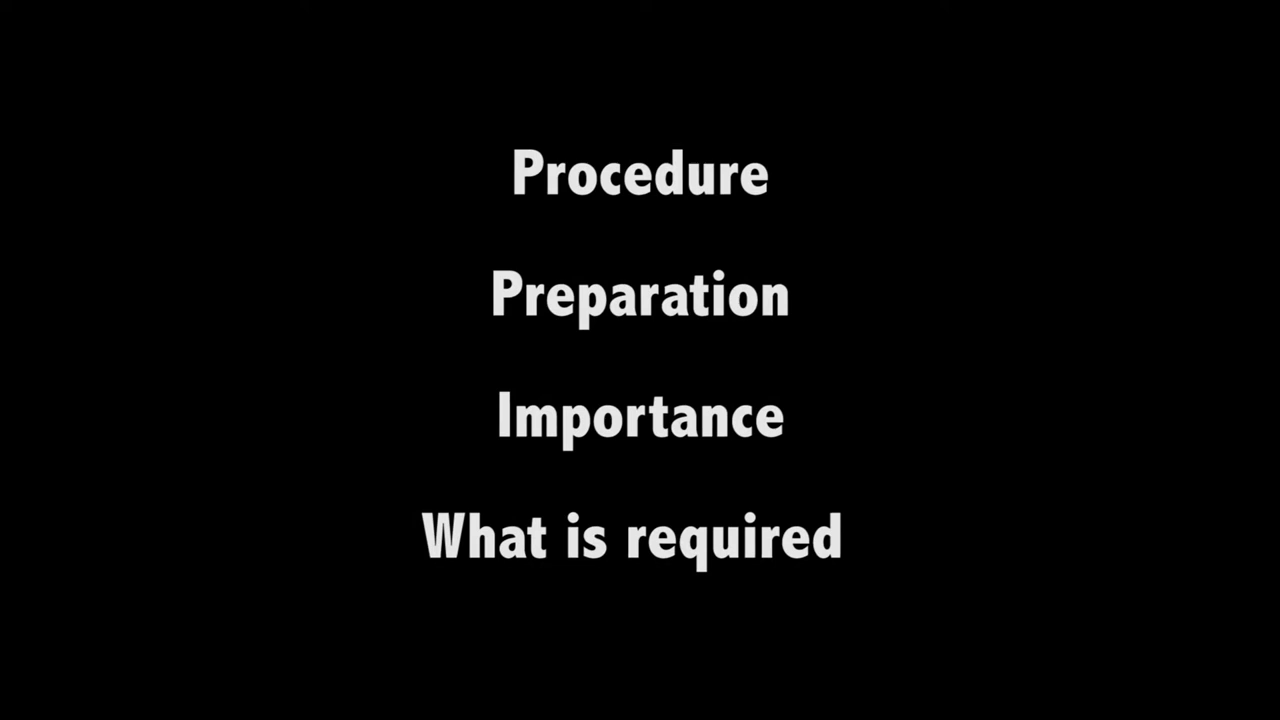 Procedure
Preparation
Importance
What is required